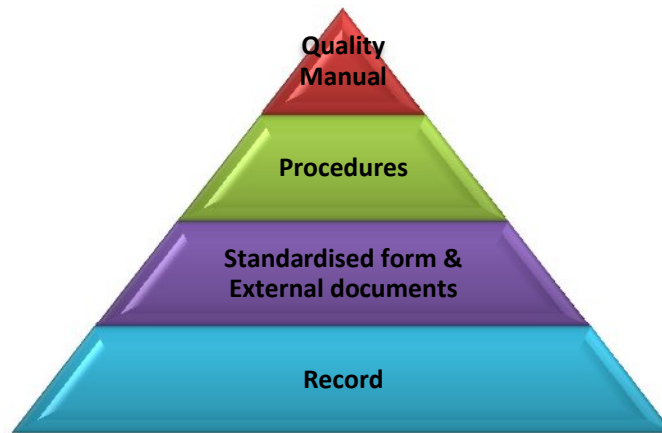 Quality
Manual
Procedures
Standardised form &
External documents
Record